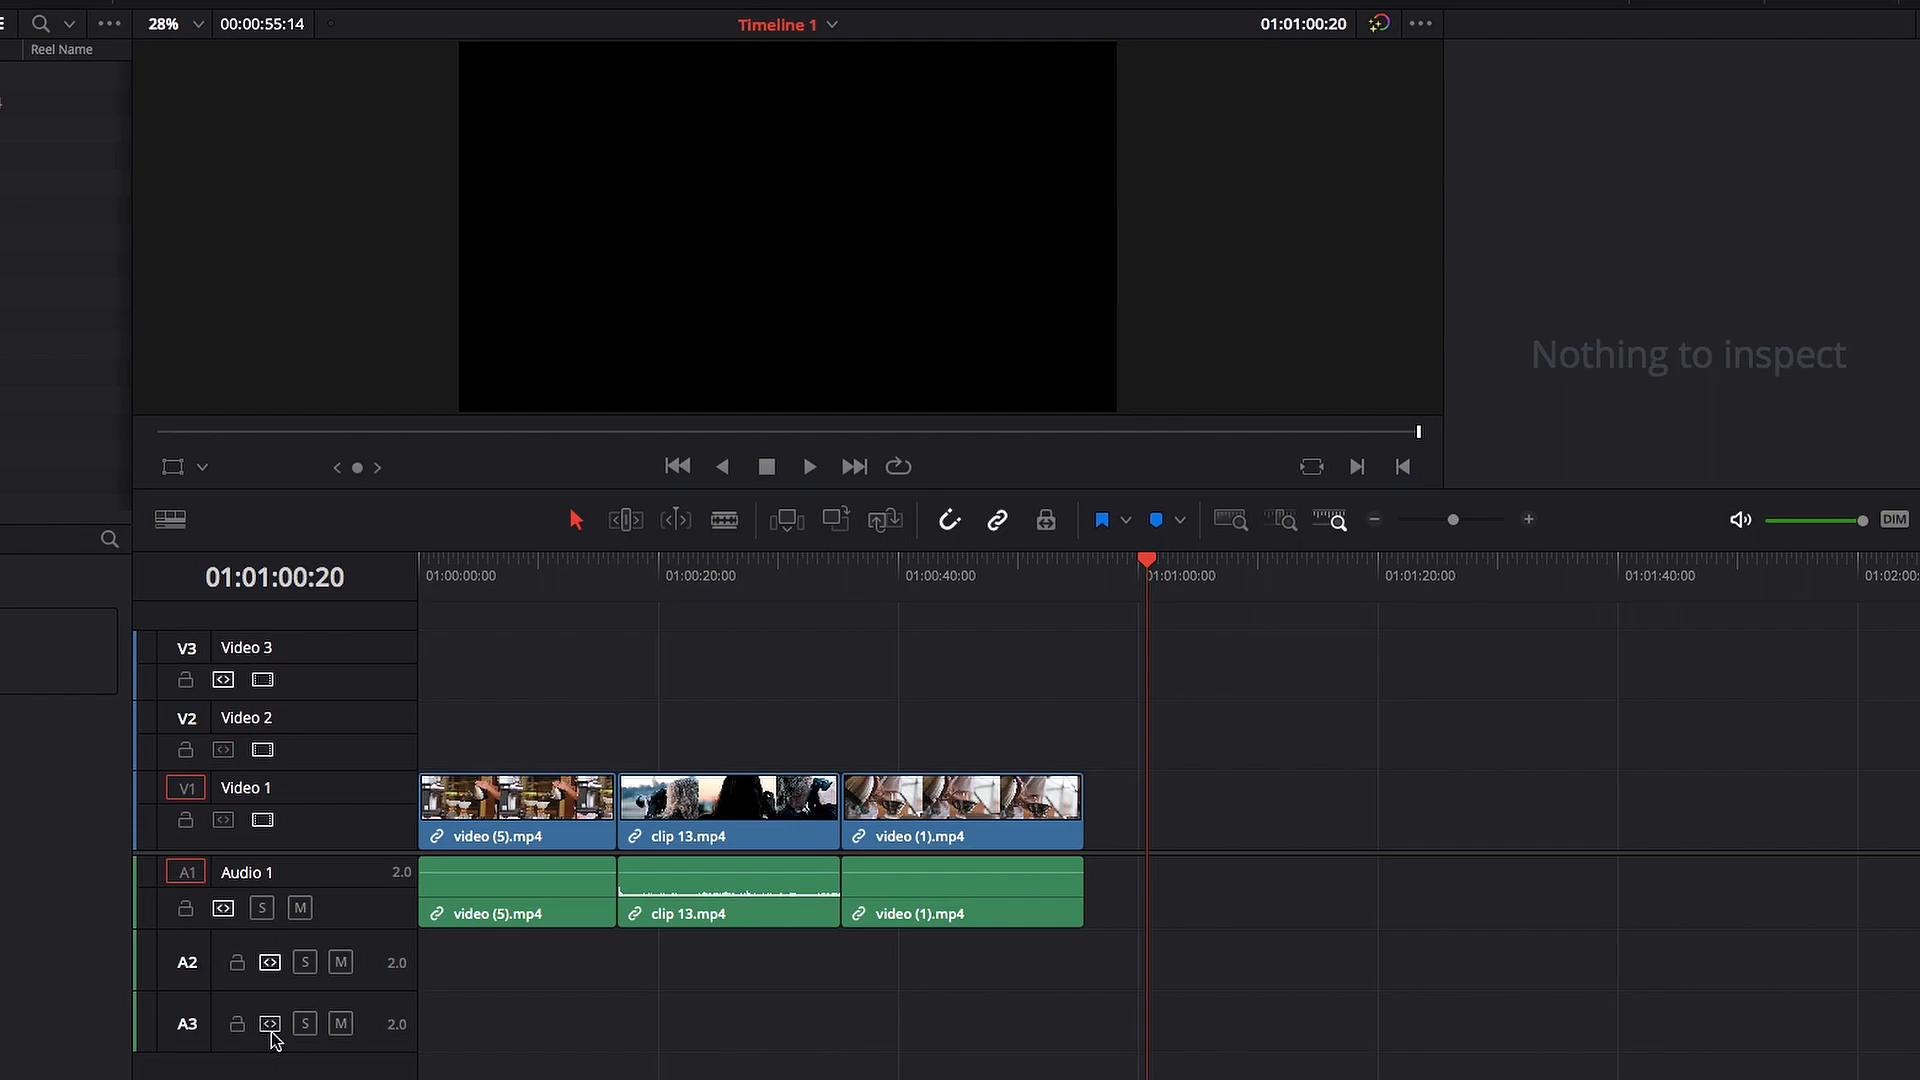 28% 00:00:55:14 Timeline 1 01:01:00:20
Reel Name
Nothing to inspect
DIM
01:01:00:20
01:00:00:00 01:00:20:00 01:00:40:00 01:01:00:00 01:01:20:00 01:01:40:00 01:02:00:
V3 Video 3
V2 Video 2
V1 Video 1
video (5).mp4 clip 13.mp4 video (1).mp4
A1 Audio 1 2.0
S M
video (5).mp4 clip 13.mp4 video (1).mp4
A2 S M 2.0
A3 S M 2.0